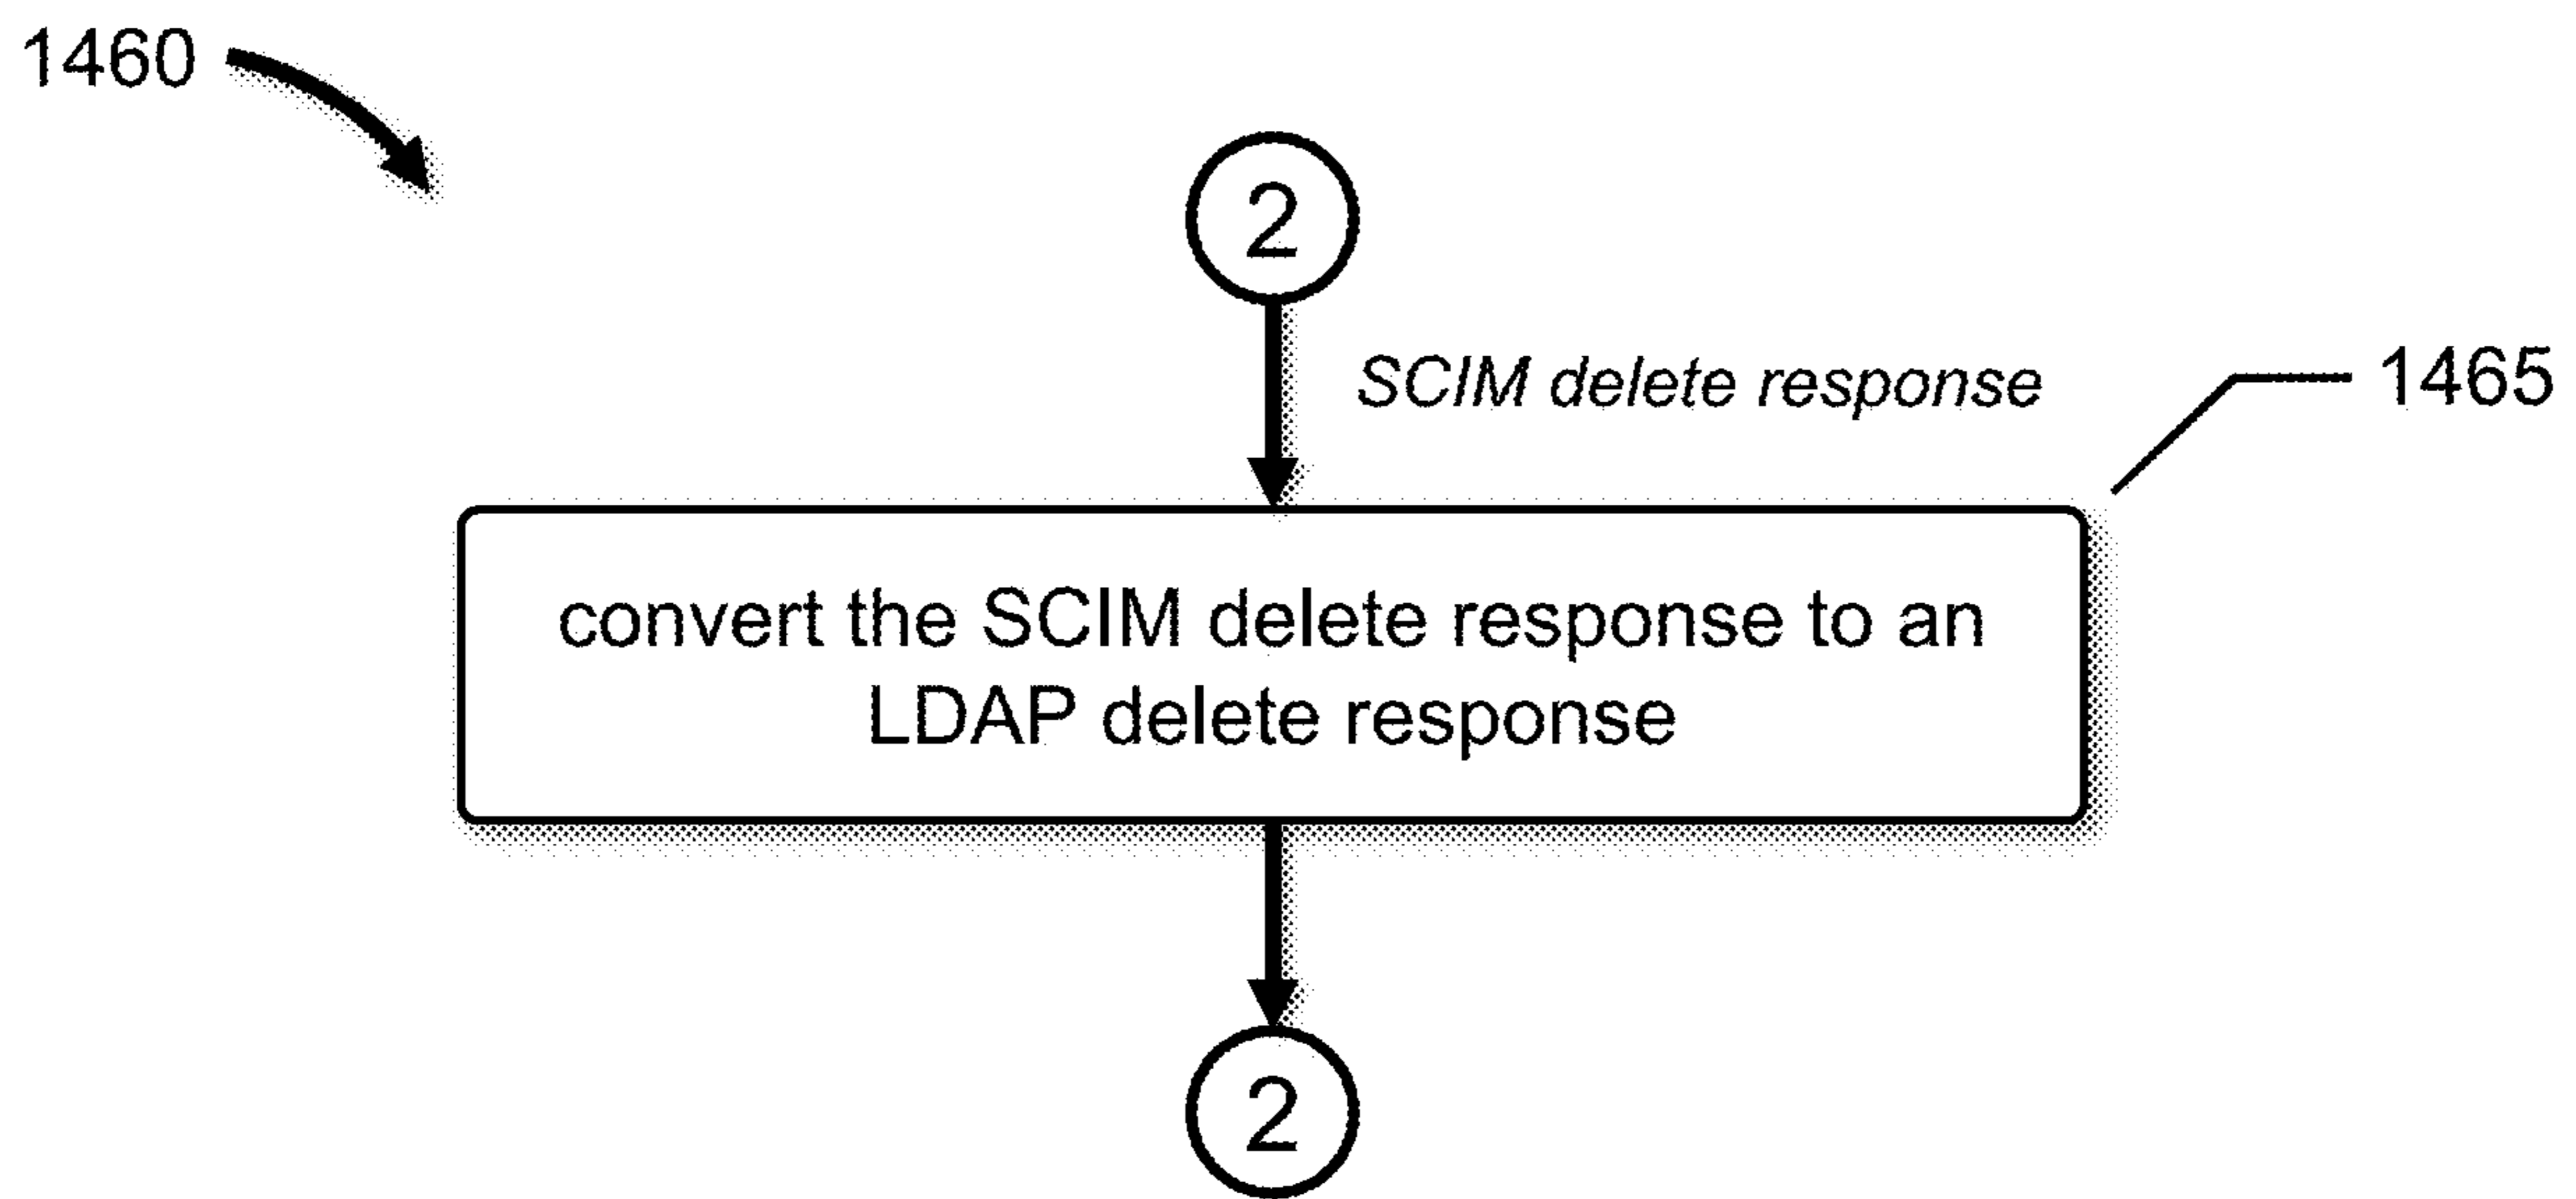 1460
2
SCIM delete response
1465
convert the SCIM delete response to an
LDAP delete response
2